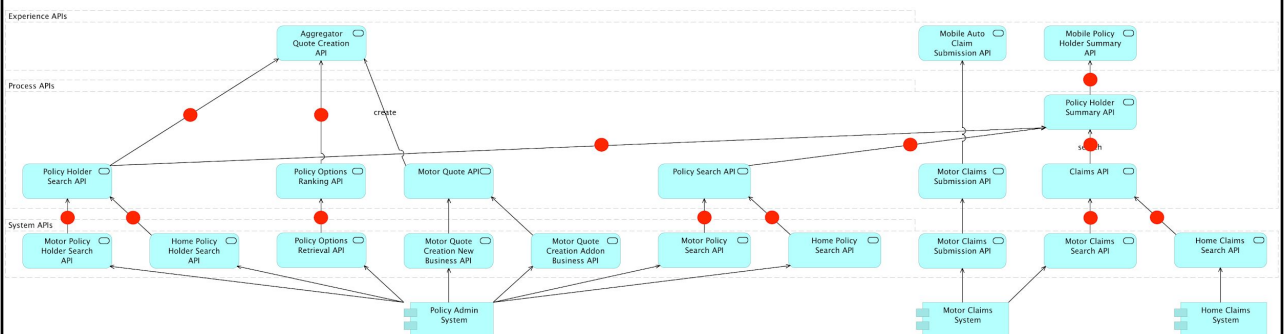 Experience APIs
Aggregator
Quote Creation
API
Mobile Auto
Claim
Submission API
Mobile Policy
Holder Summary
API
Process APIs
create
Policy Holder
Summary API
Policy Holder
Search API
Policy Options
Ranking API
Motor Quote API
Policy Search API
Motor Claims
Submission API
Claims API
System APIs
Motor Policy
Holder Search
API
Home Policy
Holder Search
API
Policy Options
Retrieval API
Motor Quote
Creation New
Business API
Motor Quote
Creation Addon
Business API
Motor Policy
Search API
Home Policy
Search API
Motor Claims
Submission API
Motor Claims
Search API
Home Claims
Search API
Policy Admin
System
Motor Claims
System
Home Claims
System